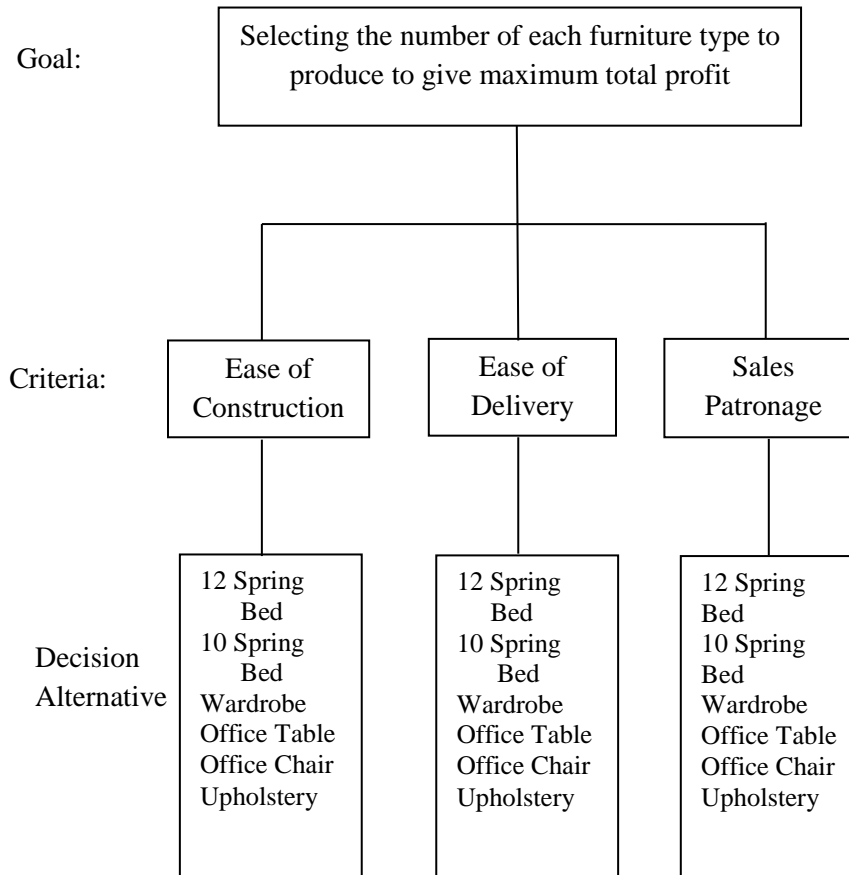 Goal:
Selecting the number of each furniture type to
produce to give maximum total profit
Criteria:
Ease of
Construction
Ease of
Delivery
Sales
Patronage
Decision
Alternative
12 Spring
Bed
10 Spring
Bed
Wardrobe
Office Table
Office Chair
Upholstery
12 Spring
Bed
10 Spring
Bed
Wardrobe
Office Table
Office Chair
Upholstery
12 Spring
Bed
10 Spring
Bed
Wardrobe
Office Table
Office Chair
Upholstery